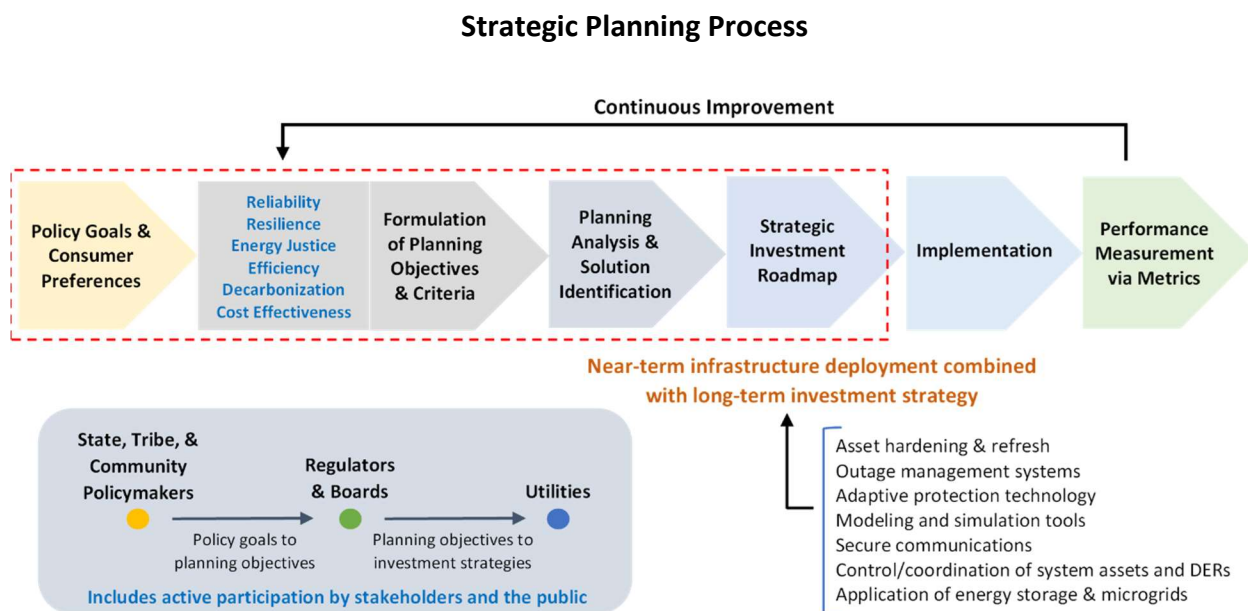 Strategic Planning Process
Continuous Improvement
Policy Goals &
Consumer
Preferences
Reliability
Resilience
Energy Justice
Efficiency
Decarbonization
Cost Effectiveness
Formulation
of Planning
Objectives
& Criteria
Planning
Analysis &
Solution
Identification
Strategic
Investment
Roadmap
Implementation
Performance
Measurement
via Metrics
Near-term infrastructure deployment combined
with long-term investment strategy
State, Tribe, &
Community
Policymakers
Regulators
& Boards
Utilities
Policy goals to
planning objectives
Planning objectives to
investment strategies
Includes active participation by stakeholders and the public
Asset hardening & refresh
Outage management systems
Adaptive protection technology
Modeling and simulation tools
Secure communications
Control/coordination of system assets and DERs
Application of energy storage & microgrids